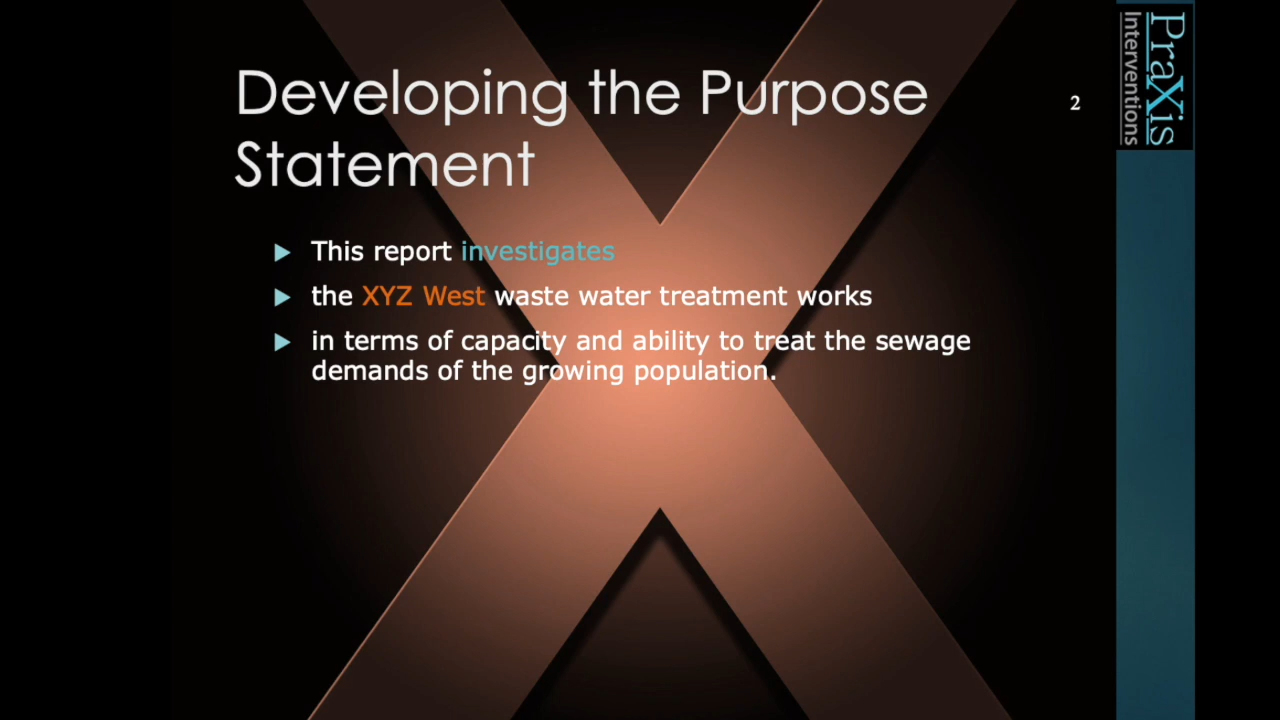 Developing the Purpose
Statement
2
PraXis
Interventions
This report investigates
the XYZ West waste water treatment works
in terms of capacity and ability to treat the sewage
demands of the growing population.